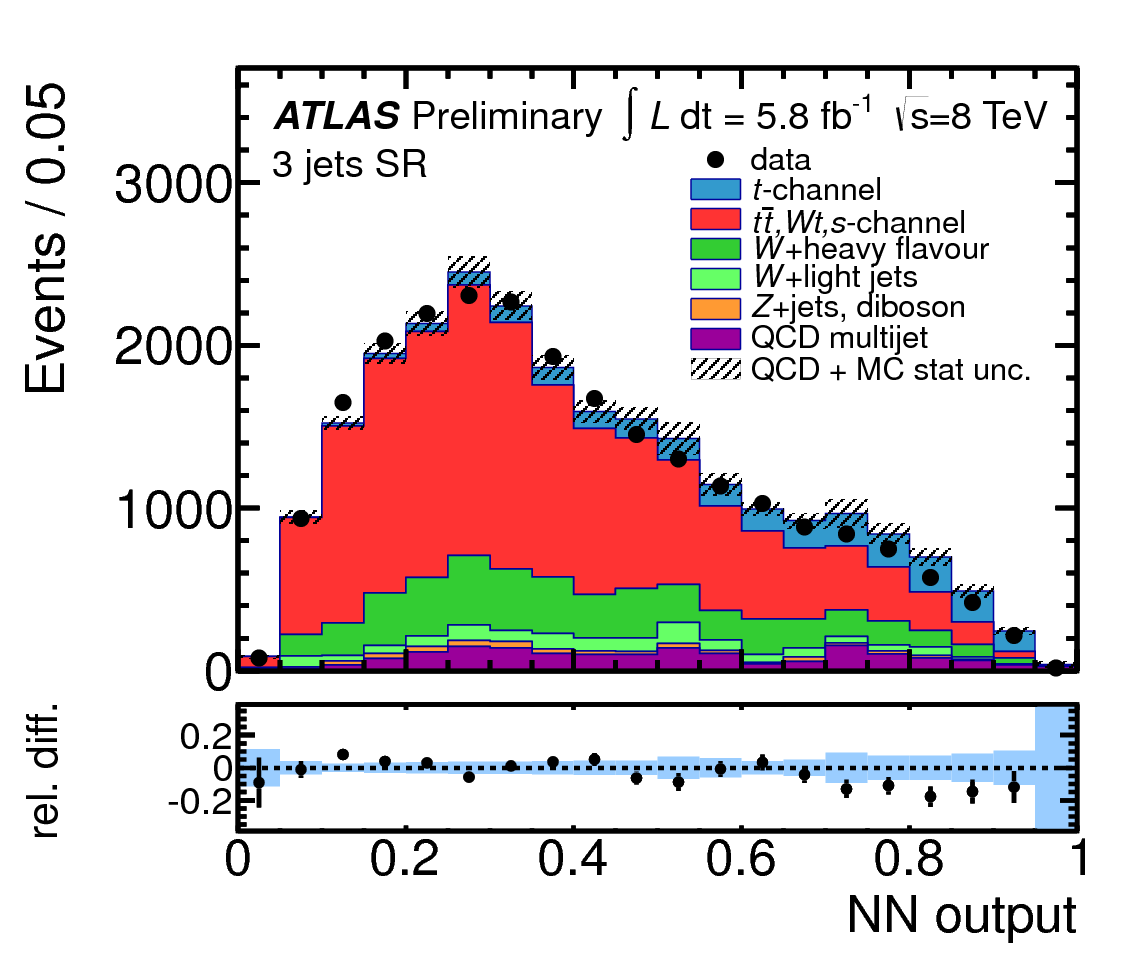 ATLAS Preliminary ∫ L dt = 5.8 fb⁻¹ √s=8 TeV
3 jets SR
data
t-channel
tt̄,Wt,s-channel
W+heavy flavour
W+light jets
Z+jets, diboson
QCD multijet
QCD + MC stat unc.
Events / 0.05
3000
2000
1000
0
rel. diff.
0.2
0
-0.2
0 0.2 0.4 0.6 0.8 1
NN output